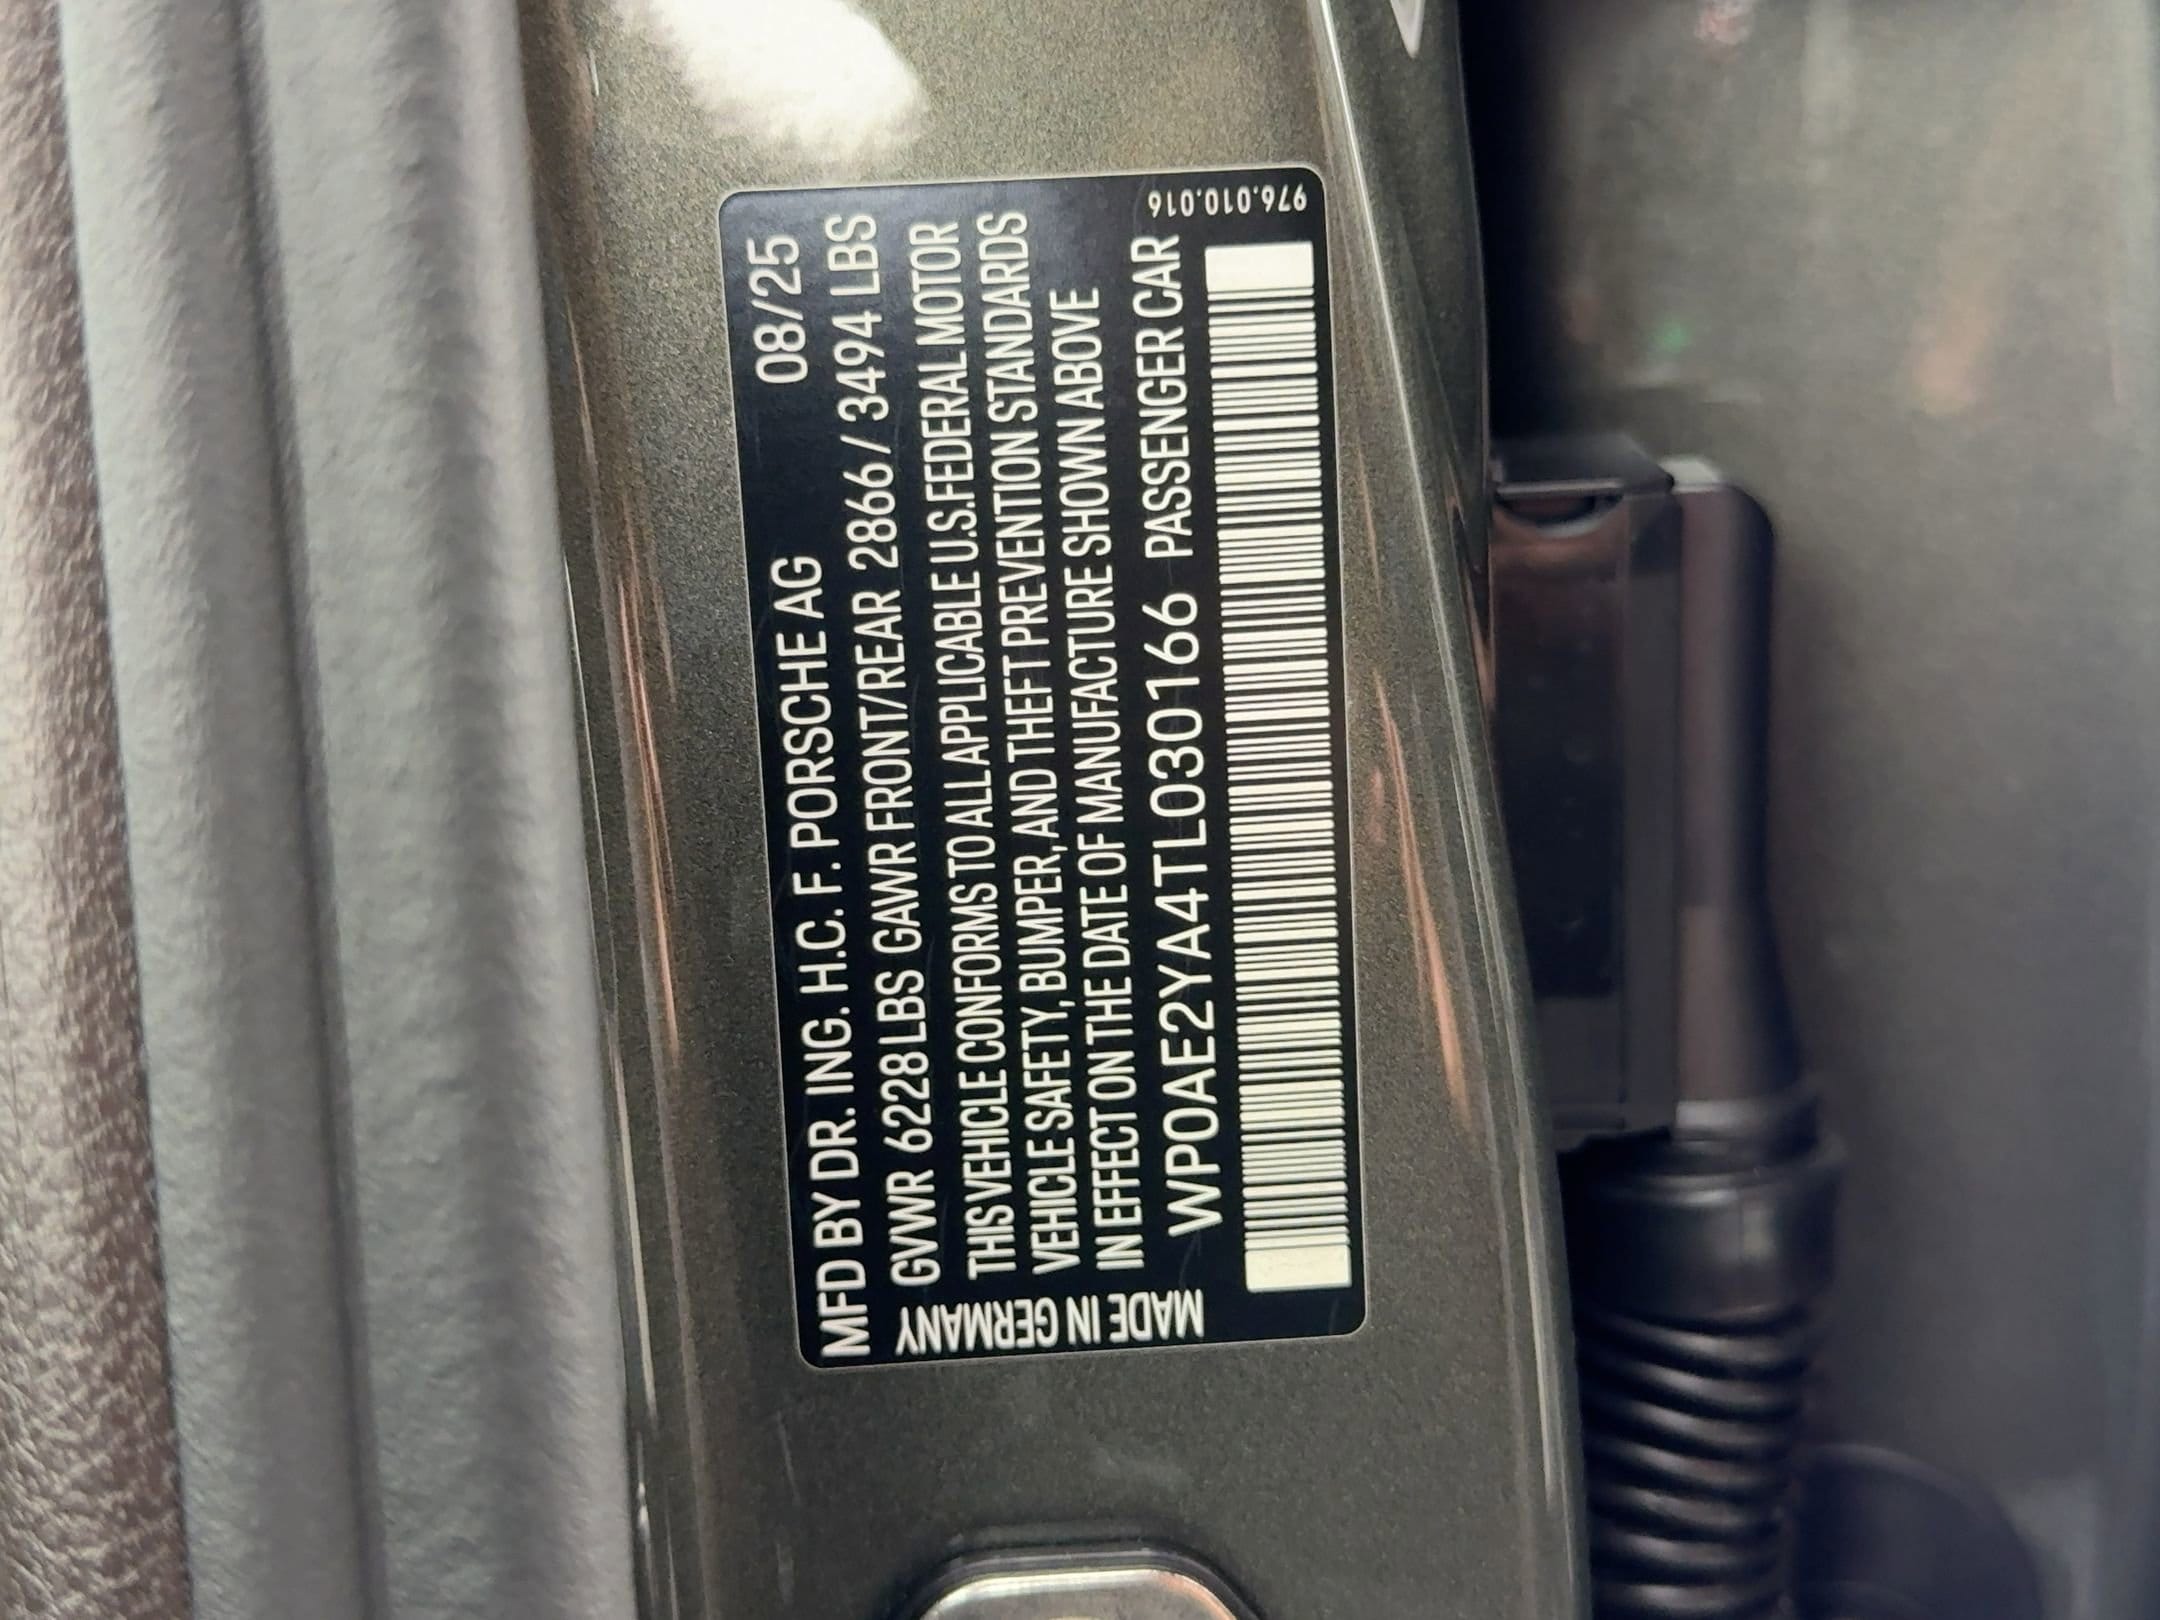 MFD BY DR. ING. H.C. F. PORSCHE AG 08/25
GVWR 6228 LBS GAWR FRONT/REAR 2866 / 3494 LBS
THIS VEHICLE CONFORMS TO ALL APPLICABLE U.S. FEDERAL MOTOR
VEHICLE SAFETY, BUMPER, AND THEFT PREVENTION STANDARDS
IN EFFECT ON THE DATE OF MANUFACTURE SHOWN ABOVE
WP0AE2YA4TL030166 PASSENGER CAR
MADE IN GERMANY
976.010.016